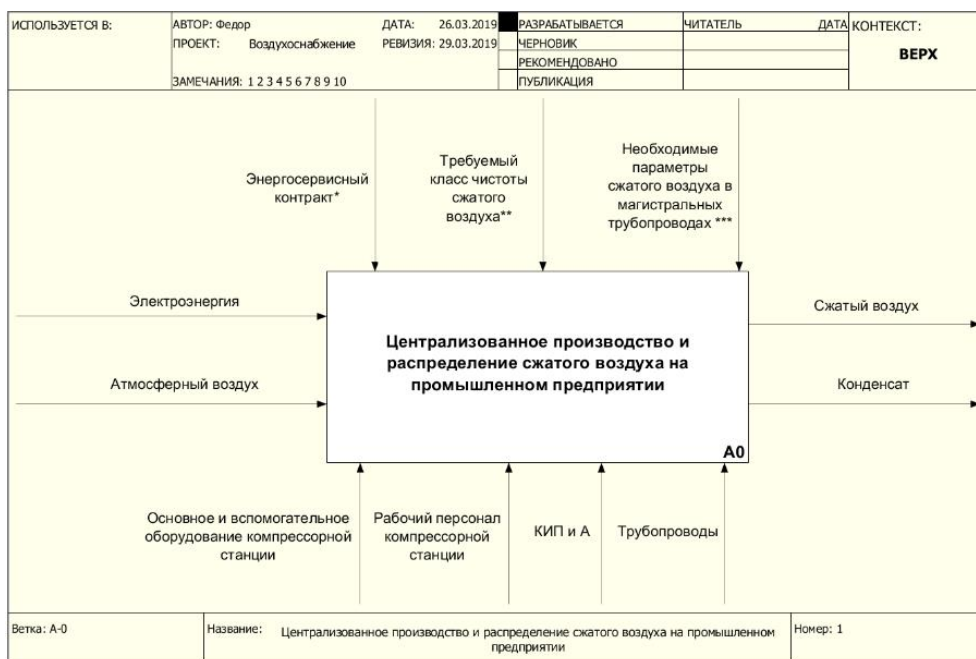 ИСПОЛЬЗУЕТСЯ В:
АВТОР: Федор
ДАТА: 26.03.2019
ПРОЕКТ: Воздухоснабжение
РЕВИЗИЯ: 29.03.2019
ЗАМЕЧАНИЯ: 1 2 3 4 5 6 7 8 9 10
РАЗРАБАТЫВАЕТСЯ
ЧЕРНОВИК
РЕКОМЕНДОВАНО
ПУБЛИКАЦИЯ
ЧИТАТЕЛЬ
ДАТА
КОНТЕКСТ:
ВЕРХ
Энергосервисный
контракт*
Требуемый
класс чистоты
сжатого
воздуха**
Необходимые
параметры
сжатого воздуха в
магистральных
трубопроводах ***
Электроэнергия
Атмосферный воздух
Централизованное производство и
распределение сжатого воздуха на
промышленном предприятии
A0
Сжатый воздух
Конденсат
Основное и вспомогательное
оборудование компрессорной
станции
Рабочий персонал
компрессорной
станции
КИП и А
Трубопроводы
Ветка: A-0
Название: Централизованное производство и распределение сжатого воздуха на промышленном
предприятии
Номер: 1